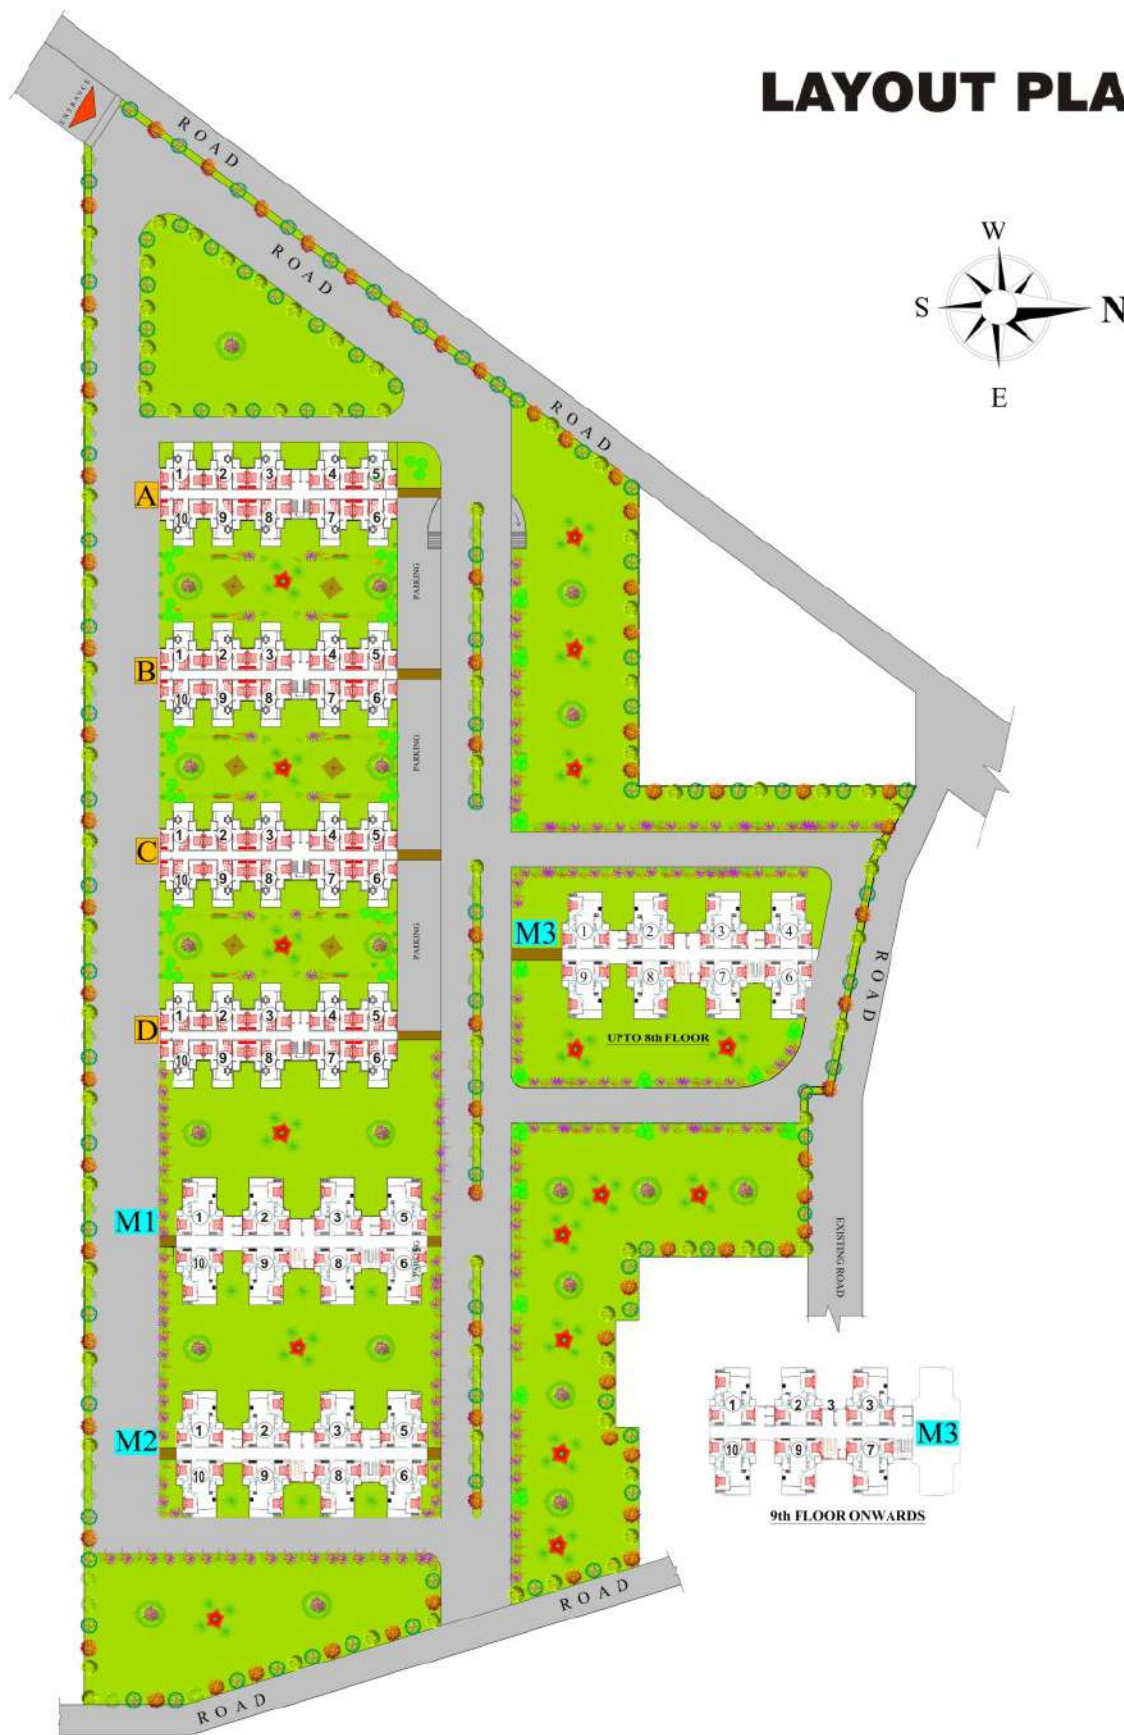 LAYOUT PLA
ENTRANCE
ROAD
ROAD
W
S
N
E
ROAD
1 2 3 4 5
A
10 9 8 7 6
PARKING
1 2 3 4 5
B
10 9 8 7 6
PARKING
1 2 3 4 5
C
10 9 8 7 6
PARKING
M3
1 2 3 4
9 8 7 6
UPTO 8th FLOOR
ROAD
1 2 3 4 5
D
10 9 8 7 6
M1
1 2 3 5
10 9 8 6
PARKING
EXISTING ROAD
1 2 3 3
M3
10 9 7
9th FLOOR ONWARDS
M2
1 2 3 5
10 9 8 6
ROAD
ROAD